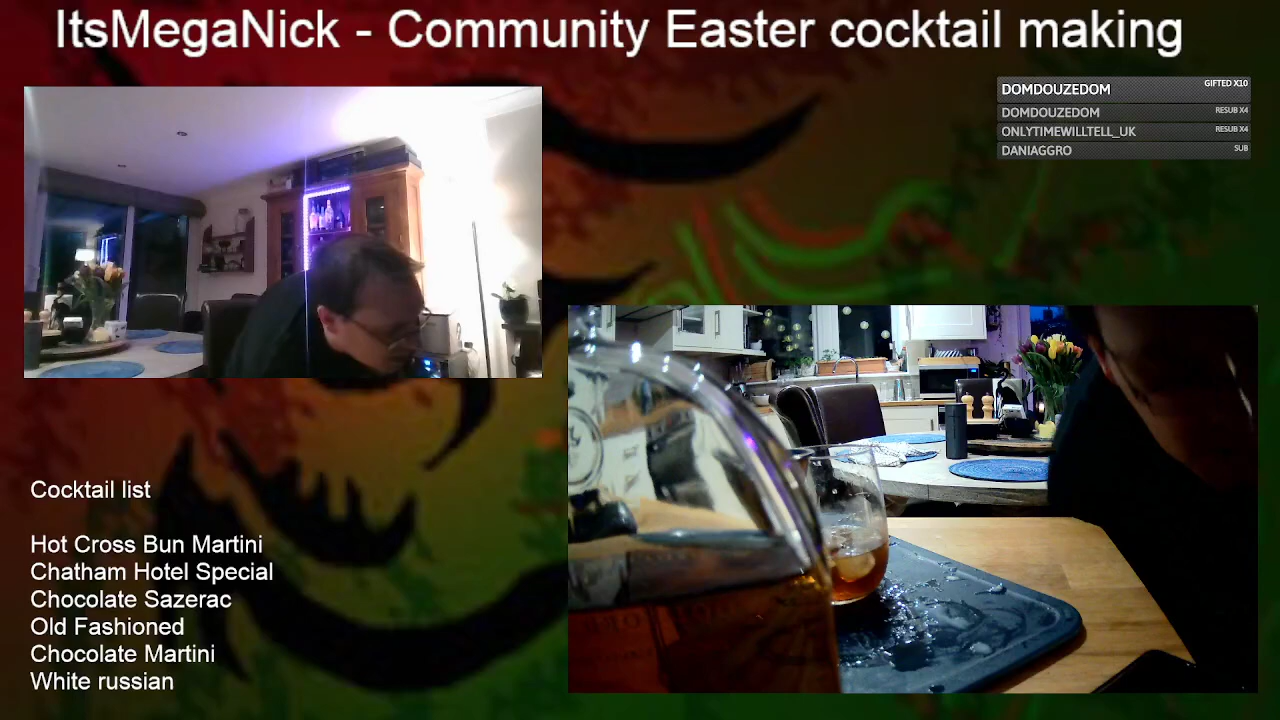 ItsMegaNick - Community Easter cocktail making
DOMDOUZEDOM GIFTED X10
DOMDOUZEDOM RESUB X4
ONLYTIMEWILLTELL_UK RESUB X4
DANIAGGRO SUB
Cocktail list
Hot Cross Bun Martini
Chatham Hotel Special
Chocolate Sazerac
Old Fashioned
Chocolate Martini
White russian